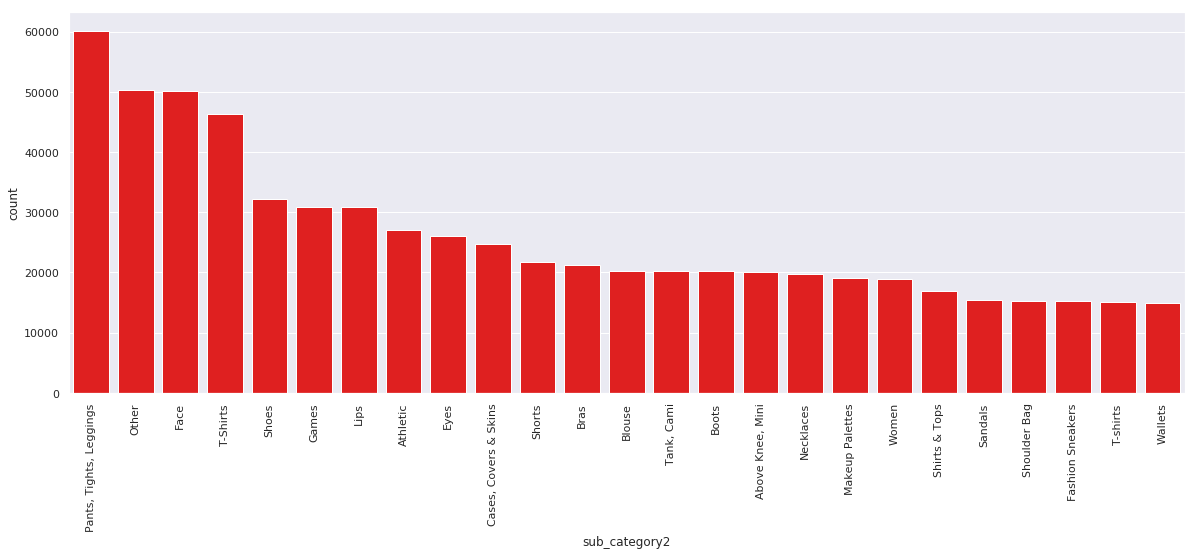 60000
50000
40000
30000
20000
10000
0
count
Pants, Tights, Leggings
Other
Face
T-Shirts
Shoes
Games
Lips
Athletic
Eyes
Cases, Covers & Skins
Shorts
Bras
Blouse
Tank, Cami
Boots
Above Knee, Mini
Necklaces
Makeup Palettes
Women
Shirts & Tops
Sandals
Shoulder Bag
Fashion Sneakers
T-shirts
Wallets
sub_category2